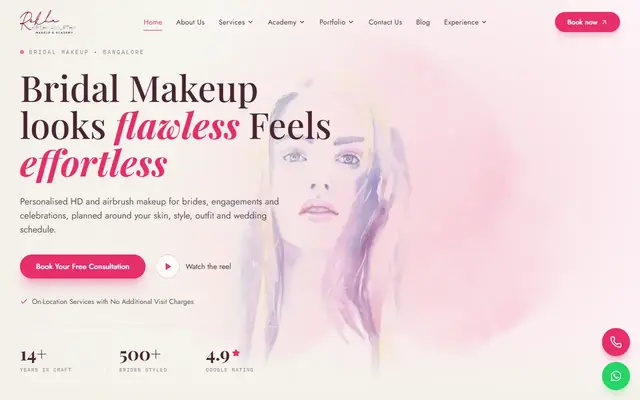 Rekha
MAKEUP & ACADEMY
Home
About Us
Services
Academy
Portfolio
Contact Us
Blog
Experience
Book now
BRIDAL MAKEUP • BANGALORE
Bridal Makeup
looks flawless Feels
effortless
Personalised HD and airbrush makeup for brides, engagements and
celebrations, planned around your skin, style, outfit and wedding
schedule.
Book Your Free Consultation
Watch the reel
On-Location Services with No Additional Visit Charges
14+
500+
4.9★
YEARS IN CRAFT
BRIDES STYLED
GOOGLE RATING